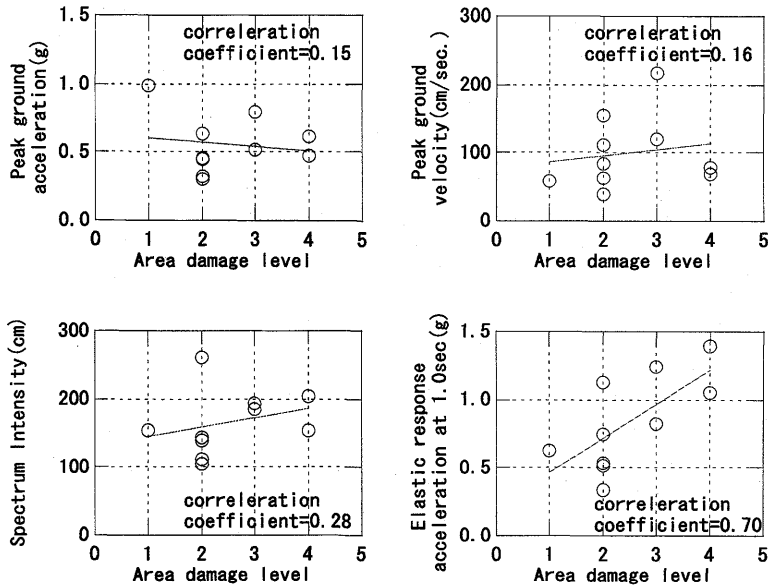 Peak ground
acceleration(g)
1.5
1.0
0.5
0.0
correleration
coefficient=0.15
0 1 2 3 4 5
Area damage level
Peak ground
velocity(cm/sec.)
300
200
100
0
correleration
coefficient=0.16
0 1 2 3 4 5
Area damage level
Spectrum Intensity(cm)
300
200
100
0
correleration
coefficient=0.28
0 1 2 3 4 5
Area damage level
Elastic response
acceleration at 1.0sec(g)
1.5
1.0
0.5
0.0
correleration
coefficient=0.70
0 1 2 3 4 5
Area damage level